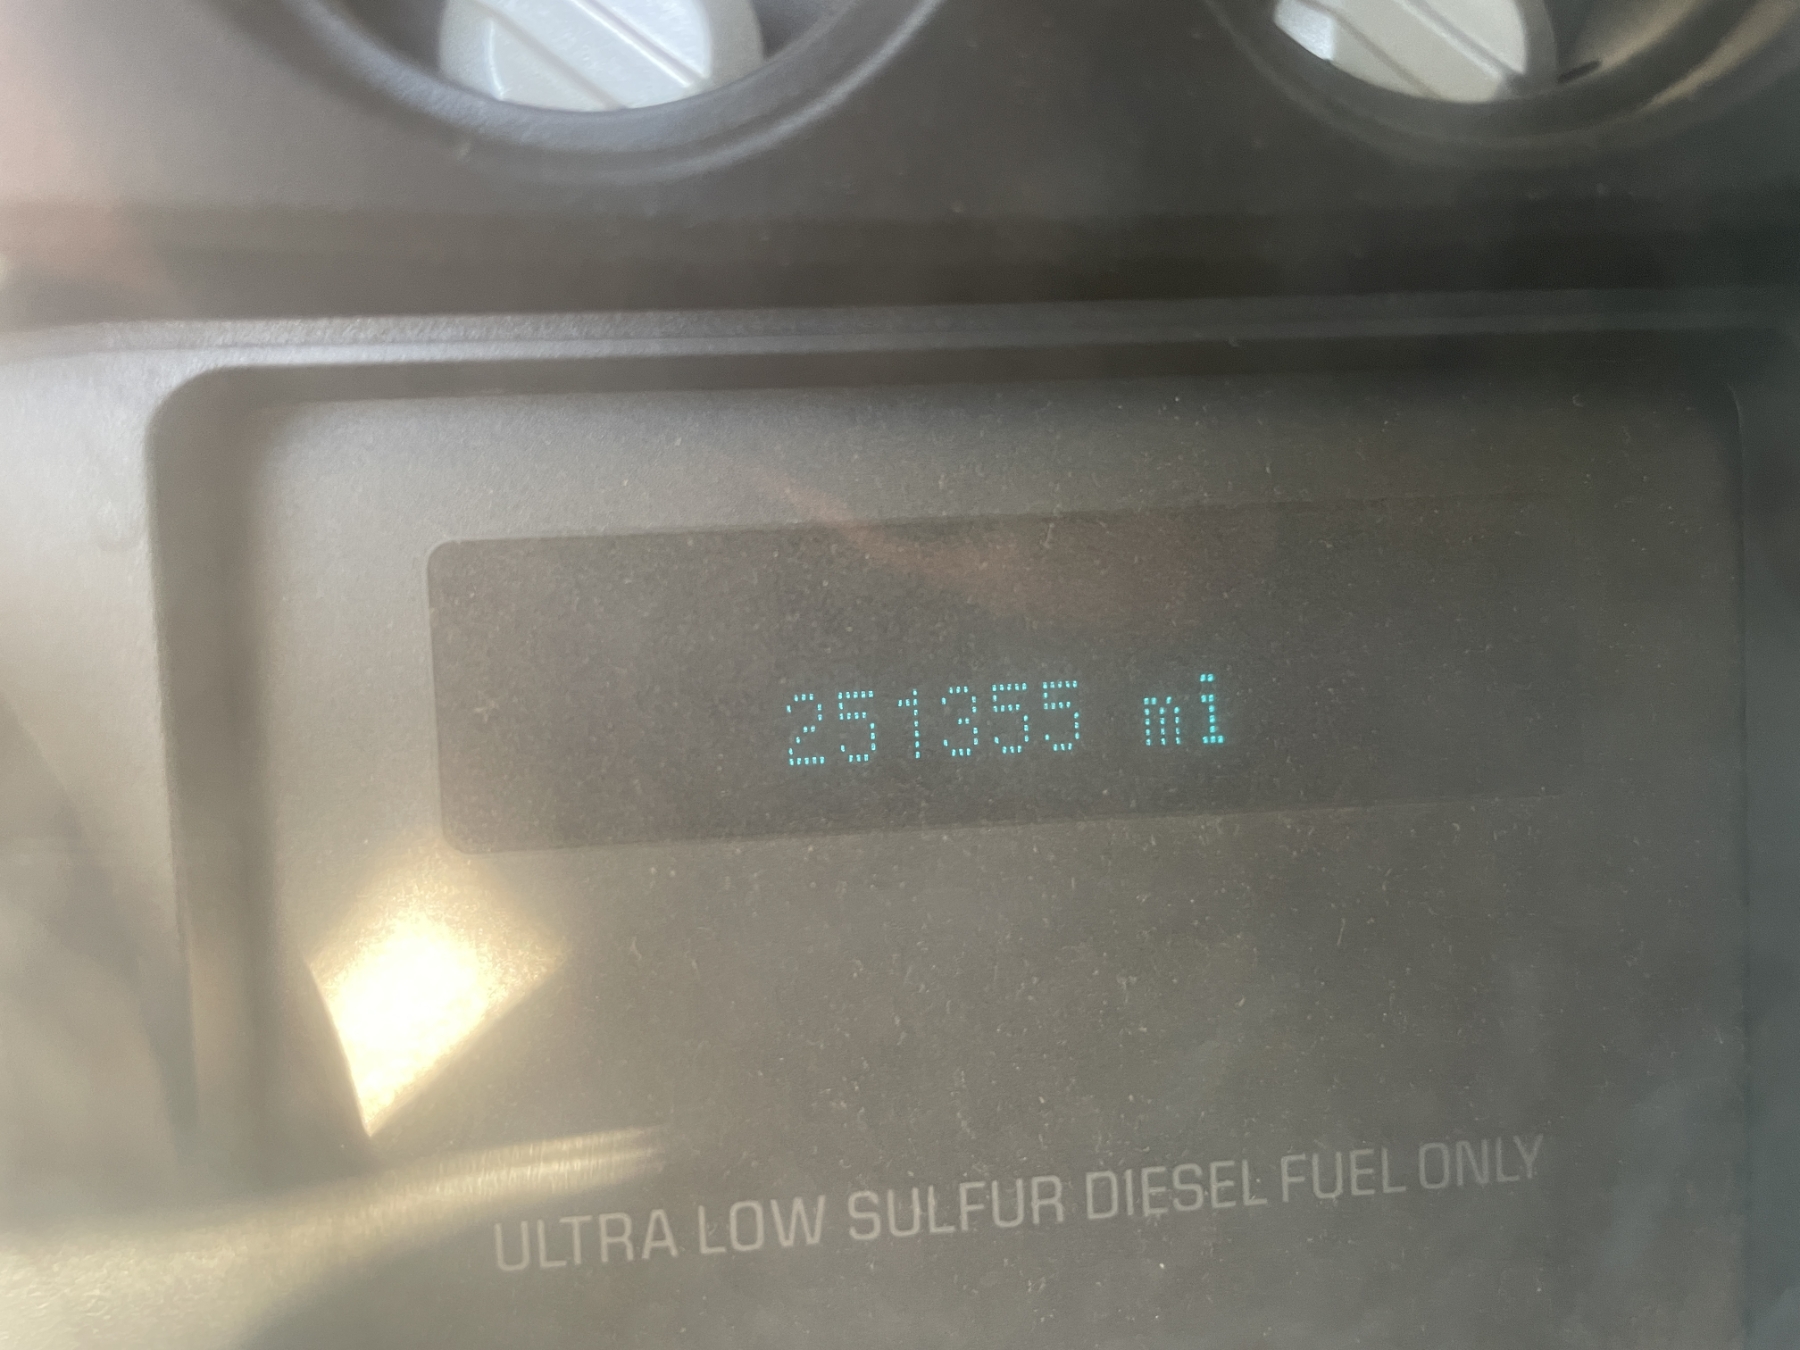 251355 mi
ULTRA LOW SULFUR DIESEL FUEL ONLY